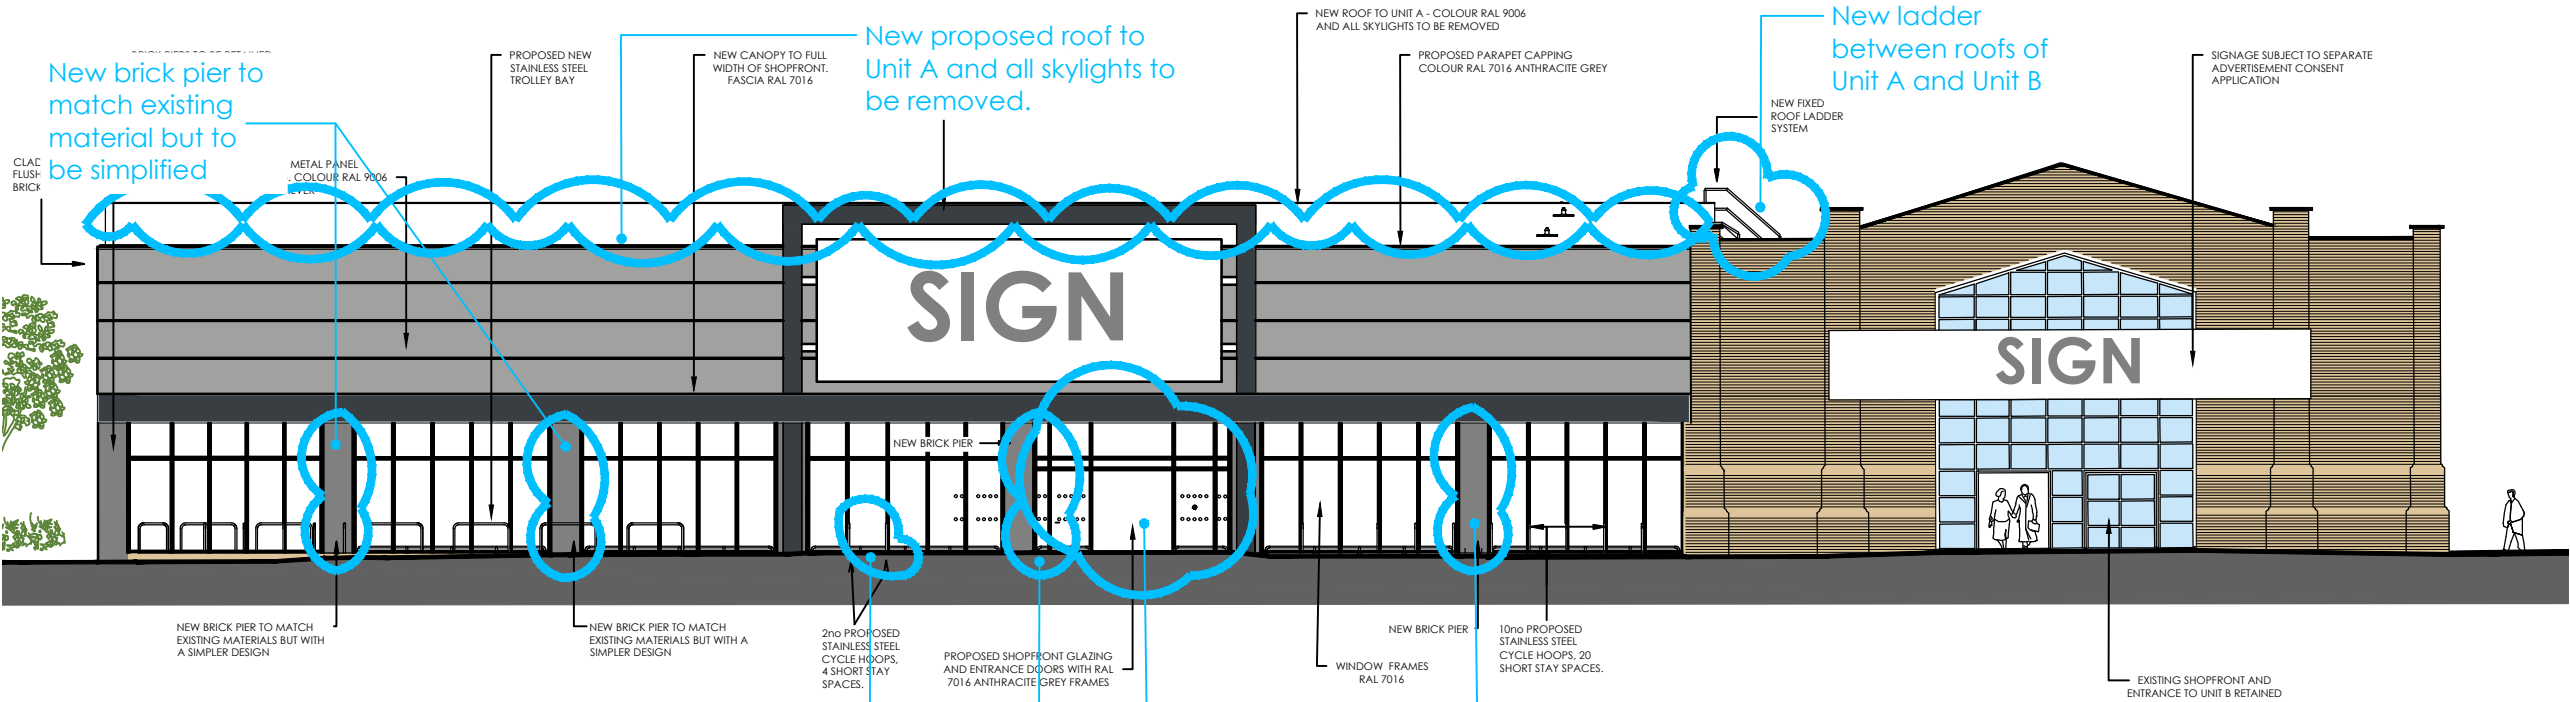 New brick pier to
match existing
material but to
be simplified
CLAD
FLUSH
BRICK
METAL PANEL
. COLOUR RAL 9006
PROPOSED NEW
STAINLESS STEEL
TROLLEY BAY
NEW CANOPY TO FULL
WIDTH OF SHOPFRONT.
FASCIA RAL 7016
New proposed roof to
Unit A and all skylights to
be removed.
NEW ROOF TO UNIT A - COLOUR RAL 9006
AND ALL SKYLIGHTS TO BE REMOVED
PROPOSED PARAPET CAPPING
COLOUR RAL 7016 ANTHRACITE GREY
New ladder
between roofs of
Unit A and Unit B
NEW FIXED
ROOF LADDER
SYSTEM
SIGNAGE SUBJECT TO SEPARATE
ADVERTISEMENT CONSENT
APPLICATION
SIGN
SIGN
NEW BRICK PIER
NEW BRICK PIER TO MATCH
EXISTING MATERIALS BUT WITH
A SIMPLER DESIGN
NEW BRICK PIER TO MATCH
EXISTING MATERIALS BUT WITH A
SIMPLER DESIGN
2no PROPOSED
STAINLESS STEEL
CYCLE HOOPS,
4 SHORT STAY
SPACES.
PROPOSED SHOPFRONT GLAZING
AND ENTRANCE DOORS WITH RAL
7016 ANTHRACITE GREY FRAMES
WINDOW FRAMES
RAL 7016
NEW BRICK PIER
10no PROPOSED
STAINLESS STEEL
CYCLE HOOPS, 20
SHORT STAY SPACES.
EXISTING SHOPFRONT AND
ENTRANCE TO UNIT B RETAINED